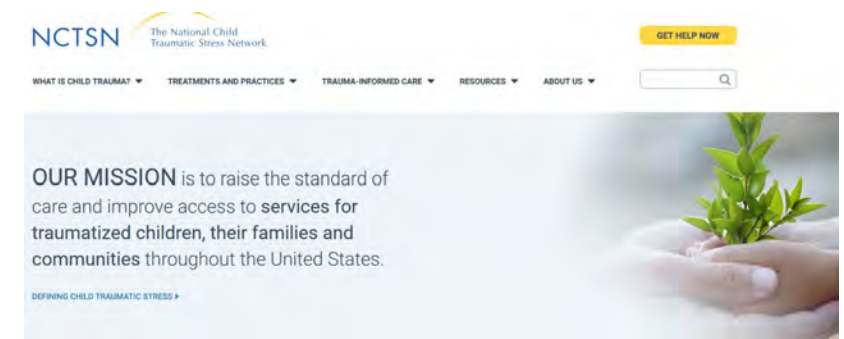 NCTSN The National Child
Traumatic Stress Network
GET HELP NOW
WHAT IS CHILD TRAUMA? TREATMENTS AND PRACTICES TRAUMA-INFORMED CARE RESOURCES ABOUT US
OUR MISSION is to raise the standard of
care and improve access to services for
traumatized children, their families and
communities throughout the United States.
DEFINING CHILD TRAUMATIC STRESS